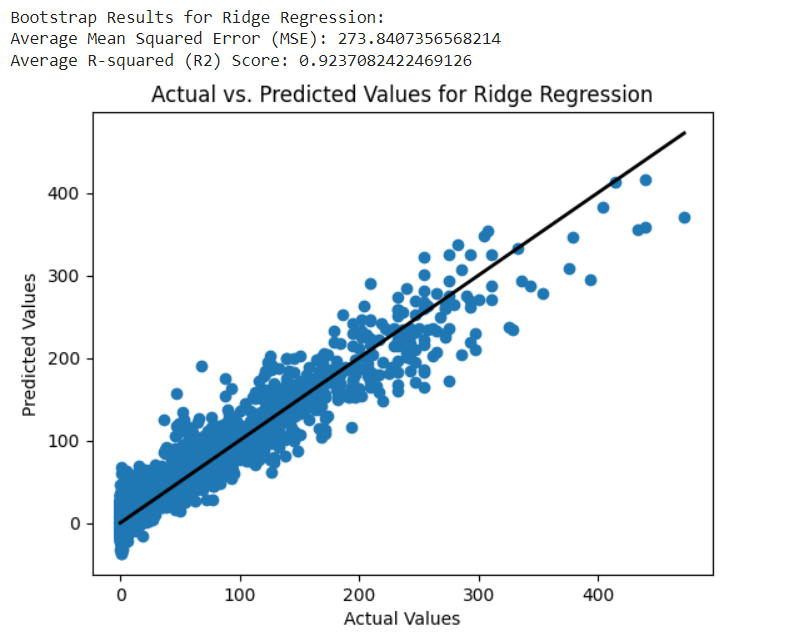 Bootstrap Results for Ridge Regression:
Average Mean Squared Error (MSE): 273.8407356568214
Average R-squared (R2) Score: 0.9237082422469126
Actual vs. Predicted Values for Ridge Regression
Predicted Values
400
300
200
100
0
0 100 200 300 400
Actual Values